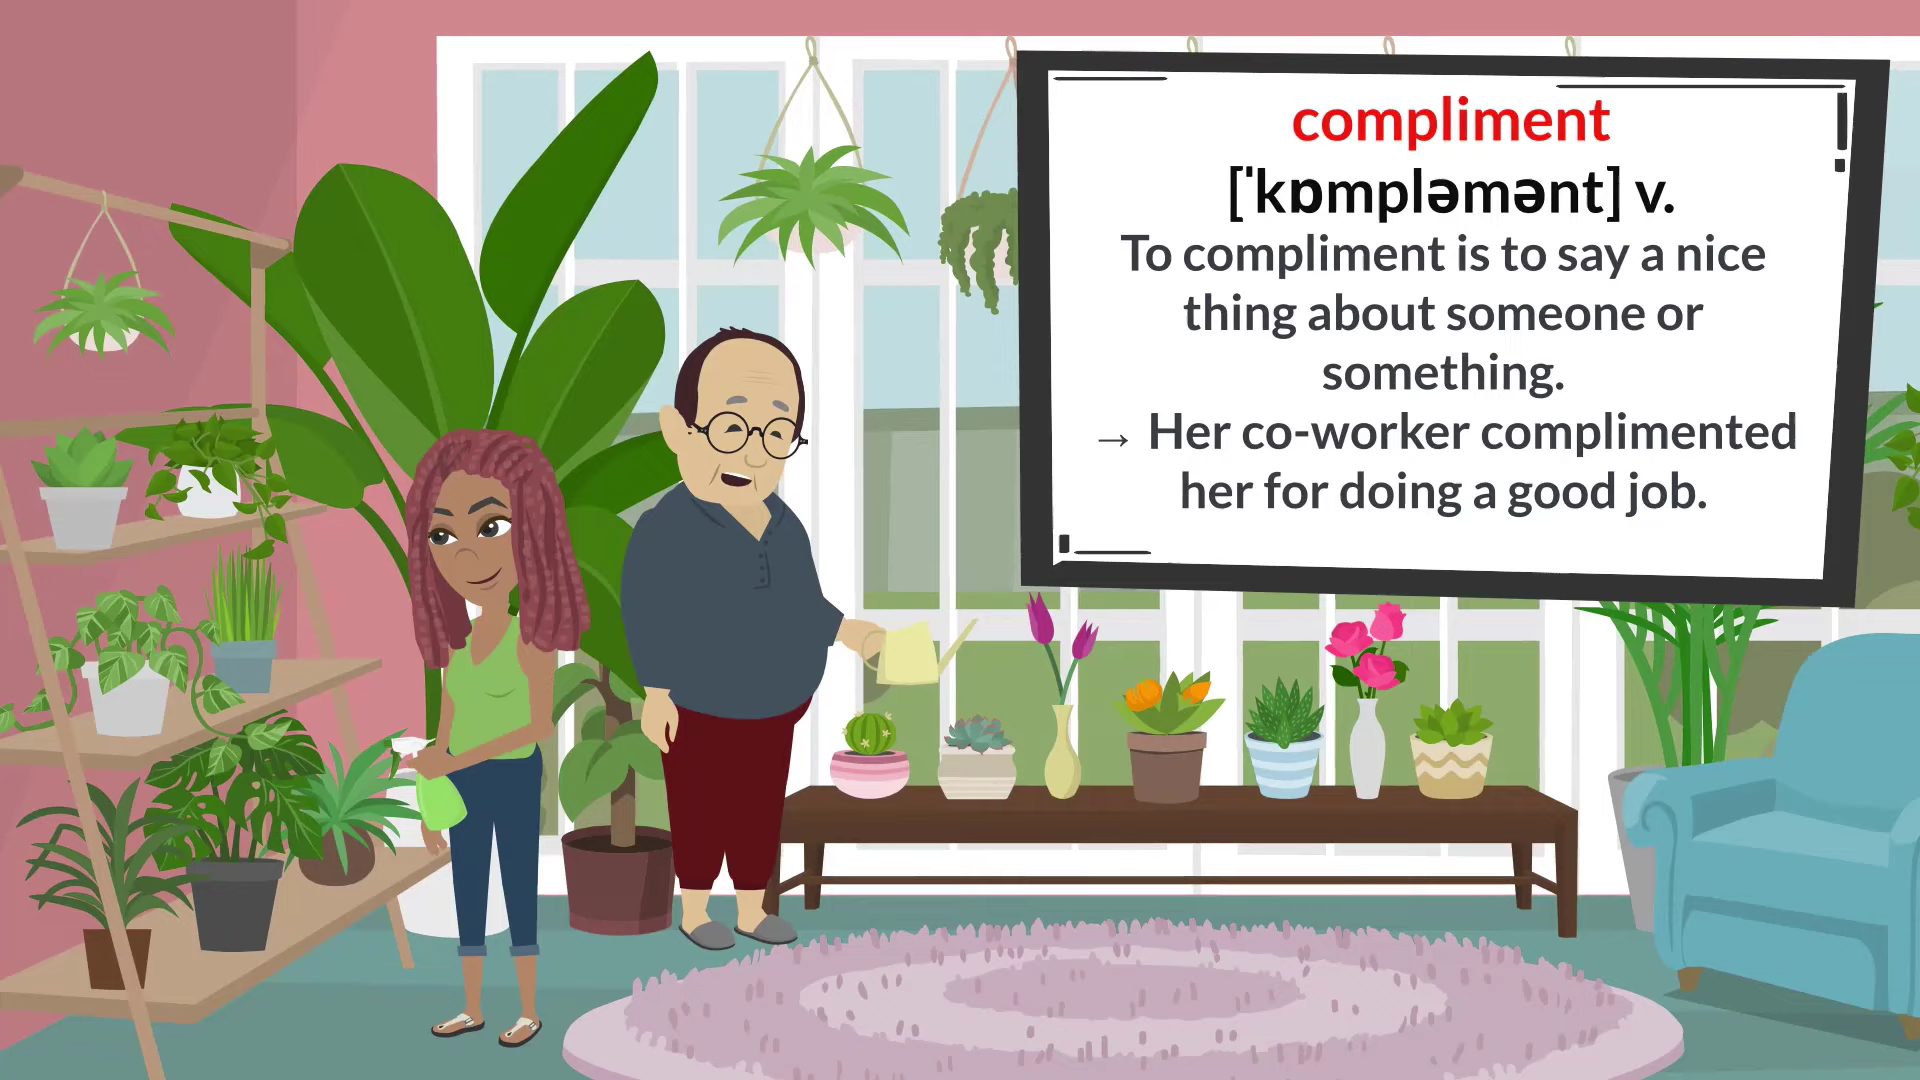 compliment
[ˈkɒmpləmənt] v.
To compliment is to say a nice
thing about someone or
something.
→ Her co-worker complimented
her for doing a good job.